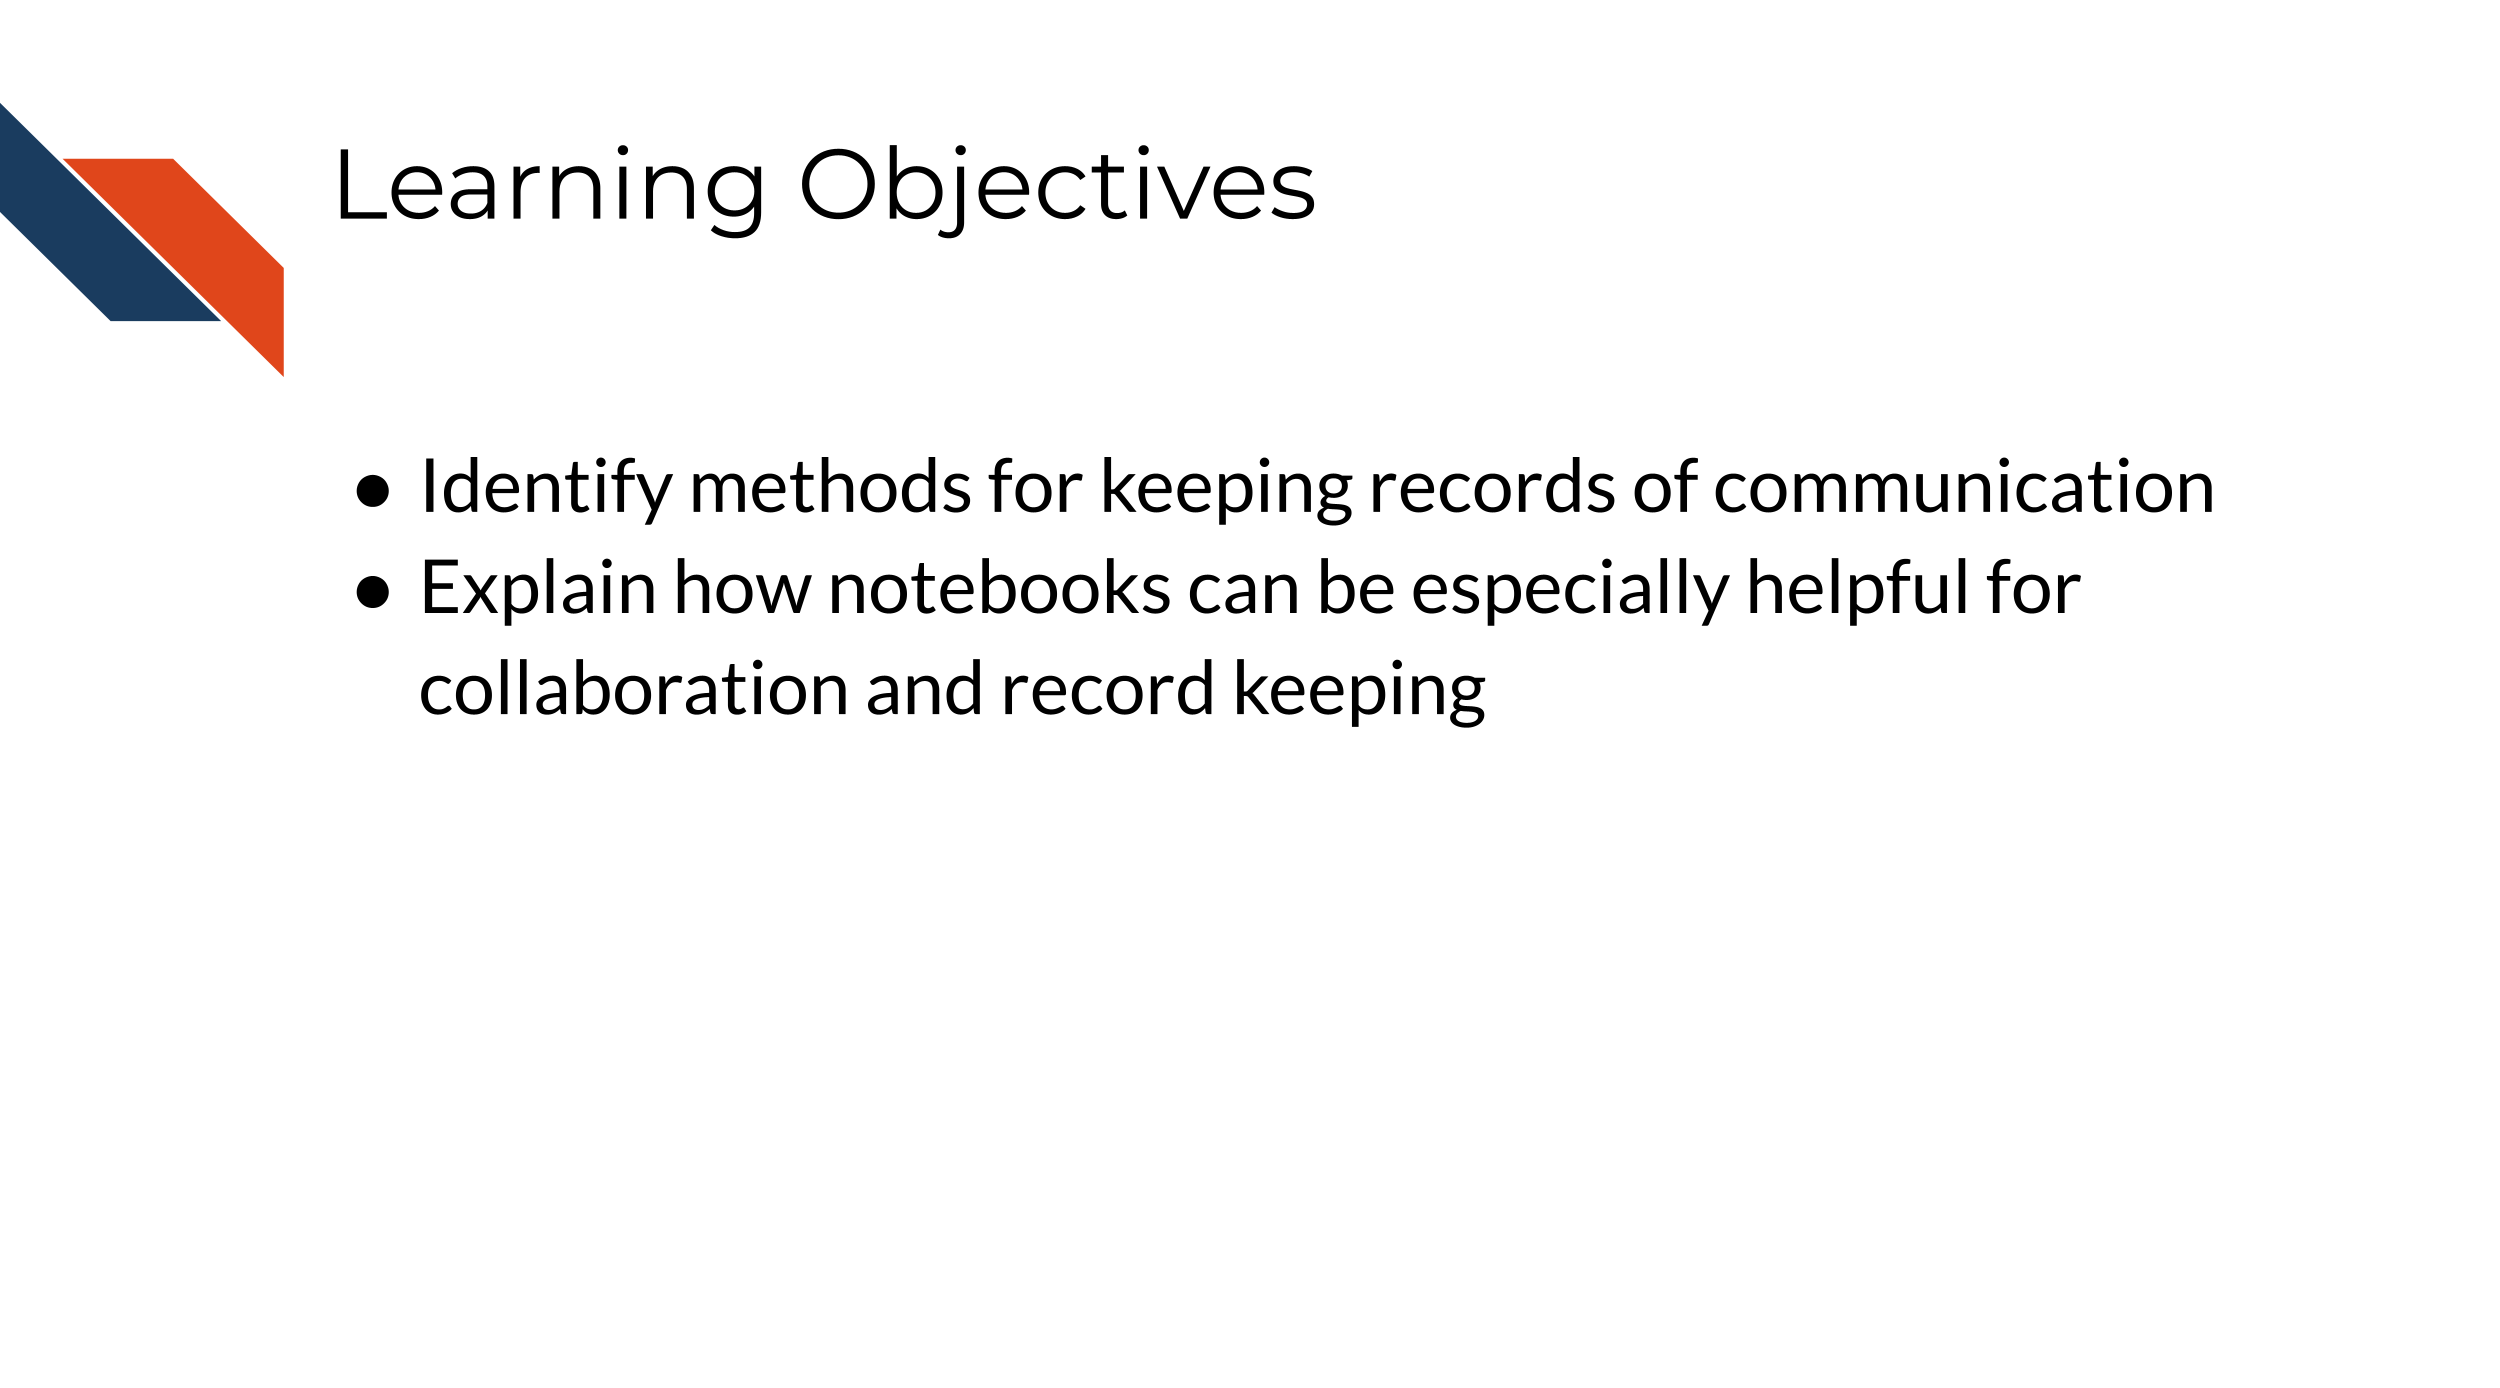 Learning Objectives
● Identify methods for keeping records of communication
● Explain how notebooks can be especially helpful for
collaboration and record keeping